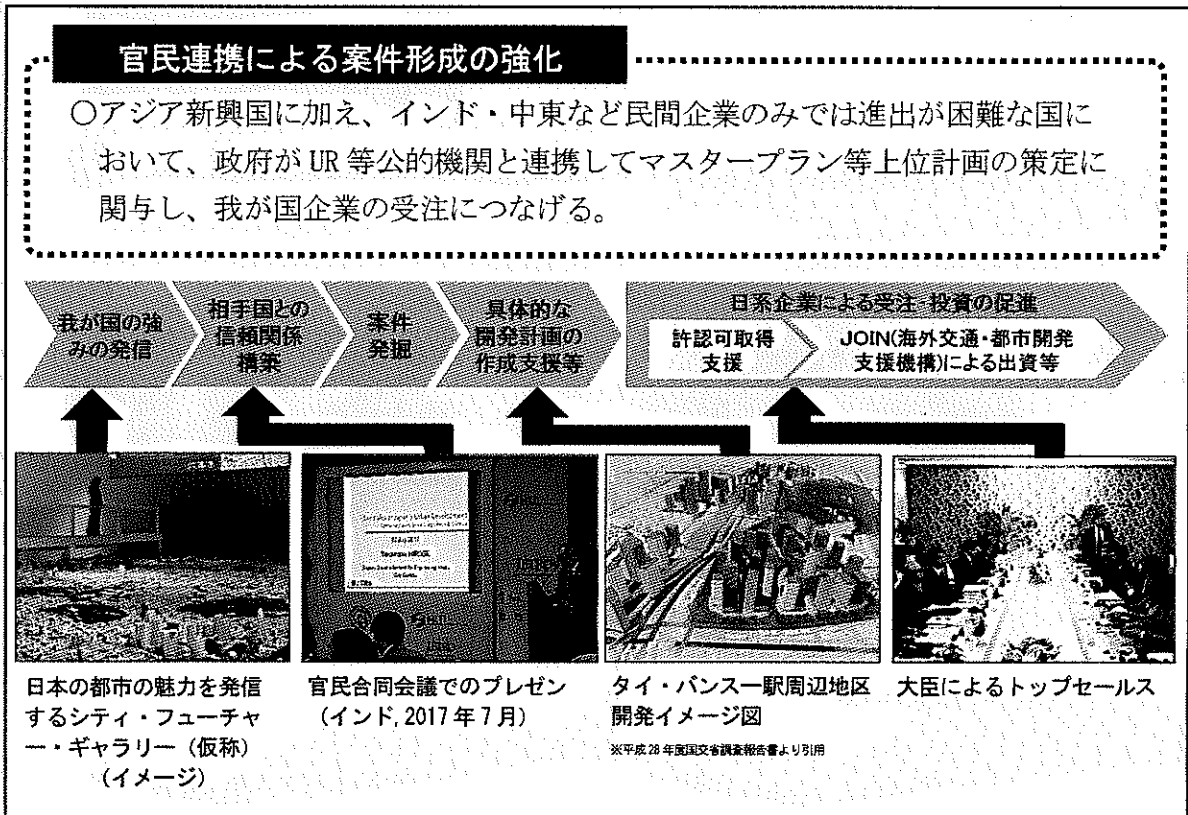 官民連携による案件形成の強化
○アジア新興国に加え、インド・中東など民間企業のみでは進出が困難な国に
おいて、政府が UR 等公的機関と連携してマスタープラン等上位計画の策定に
関与し、我が国企業の受注につなげる。
我が国の強
みの発信
相手国との
信頼関係
構築
案件
発掘
具体的な
開発計画の
作成支援等
日系企業による受注・投資の促進
許認可取得
支援
JOIN(海外交通・都市開発
支援機構)による出資等
日本の都市の魅力を発信
するシティ・フューチャ
ー・ギャラリー（仮称）
（イメージ）
官民合同会議でのプレゼン
（インド, 2017 年 7 月）
タイ・バンスー駅周辺地区
開発イメージ図
※平成 28 年度国交省調査報告書より引用
大臣によるトップセールス